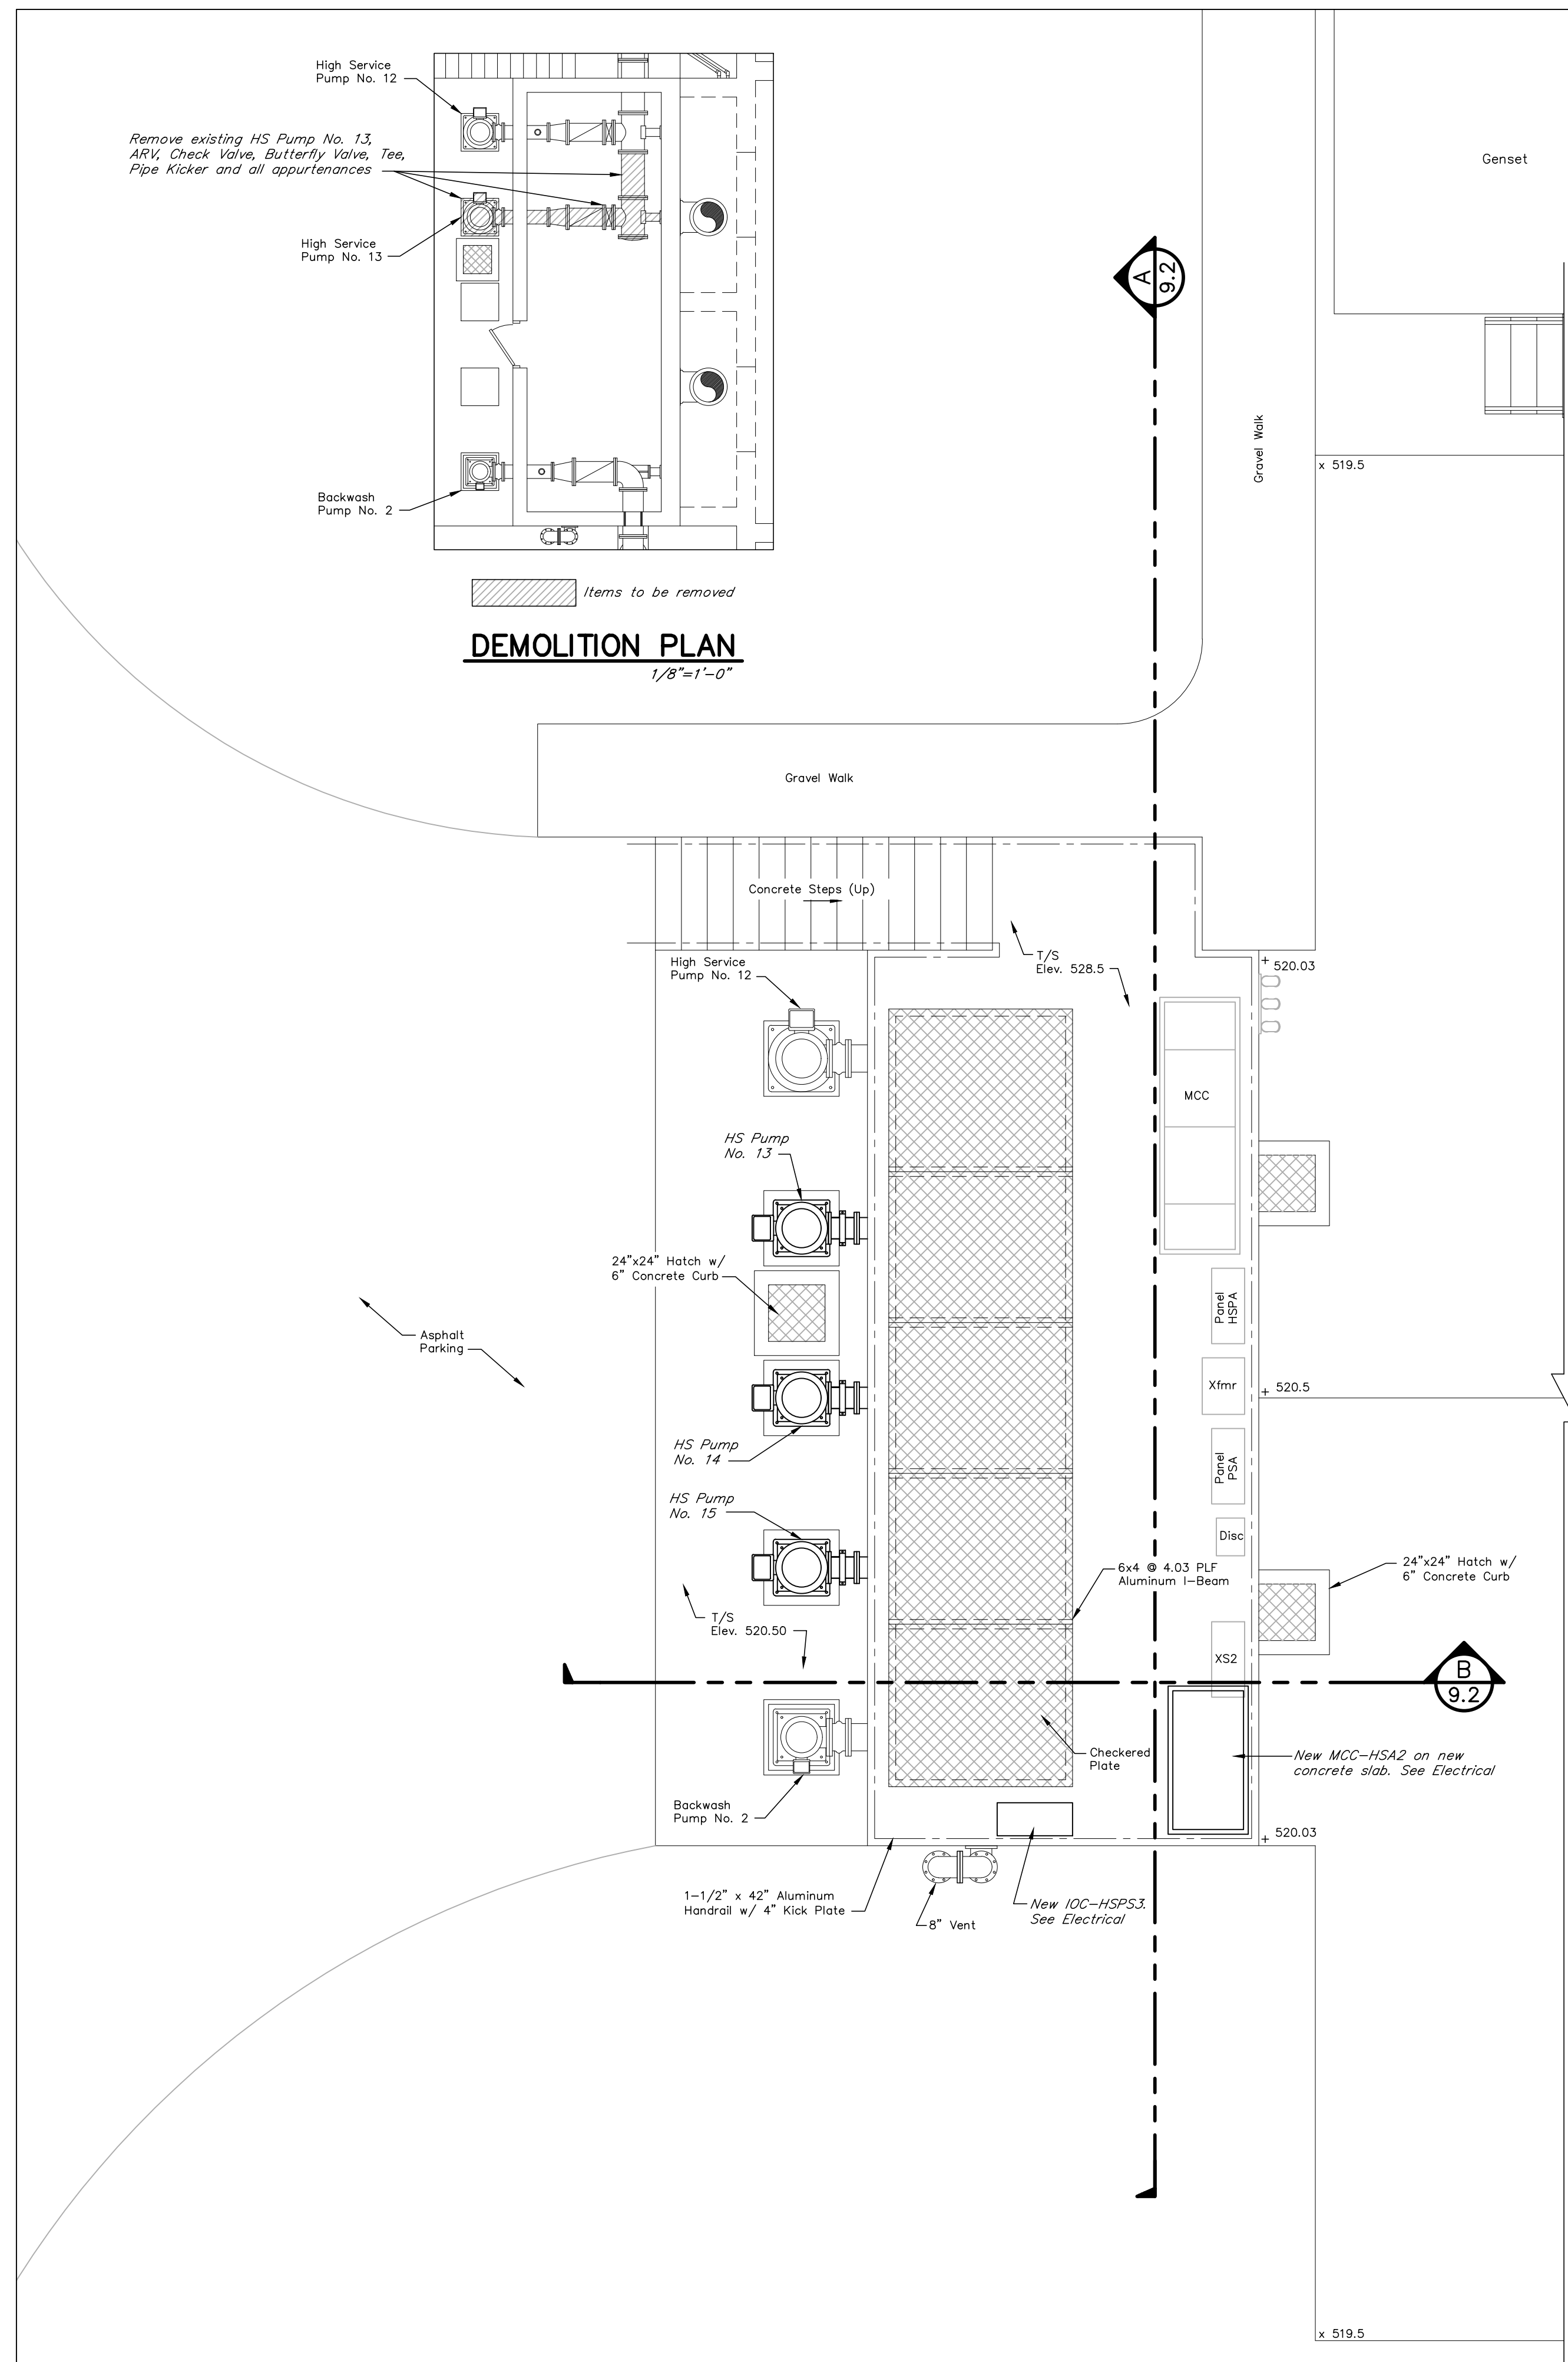 High Service
Pump No. 12
Remove existing HS Pump No. 13,
ARV, Check Valve, Butterfly Valve, Tee,
Pipe Kicker and all appurtenances
High Service
Pump No. 13
Backwash
Pump No. 2
Items to be removed
DEMOLITION PLAN
1/8"=1'-0"
Genset
A
9.2
Gravel Walk
x 519.5
Gravel Walk
Concrete Steps (Up)
T/S
Elev. 528.5
+ 520.03
High Service
Pump No. 12
MCC
HS Pump
No. 13
24"x24" Hatch w/
6" Concrete Curb
Panel
HSPA
Asphalt
Parking
Xfmr
+ 520.5
HS Pump
No. 14
Panel
PSA
HS Pump
No. 15
Disc
6x4 @ 4.03 PLF
Aluminum I-Beam
24"x24" Hatch w/
6" Concrete Curb
T/S
Elev. 520.50
XS2
B
9.2
Checkered
Plate
New MCC-HSA2 on new
concrete slab. See Electrical
Backwash
Pump No. 2
+ 520.03
1-1/2" x 42" Aluminum
Handrail w/ 4" Kick Plate
8" Vent
New IOC-HSPS3.
See Electrical
x 519.5